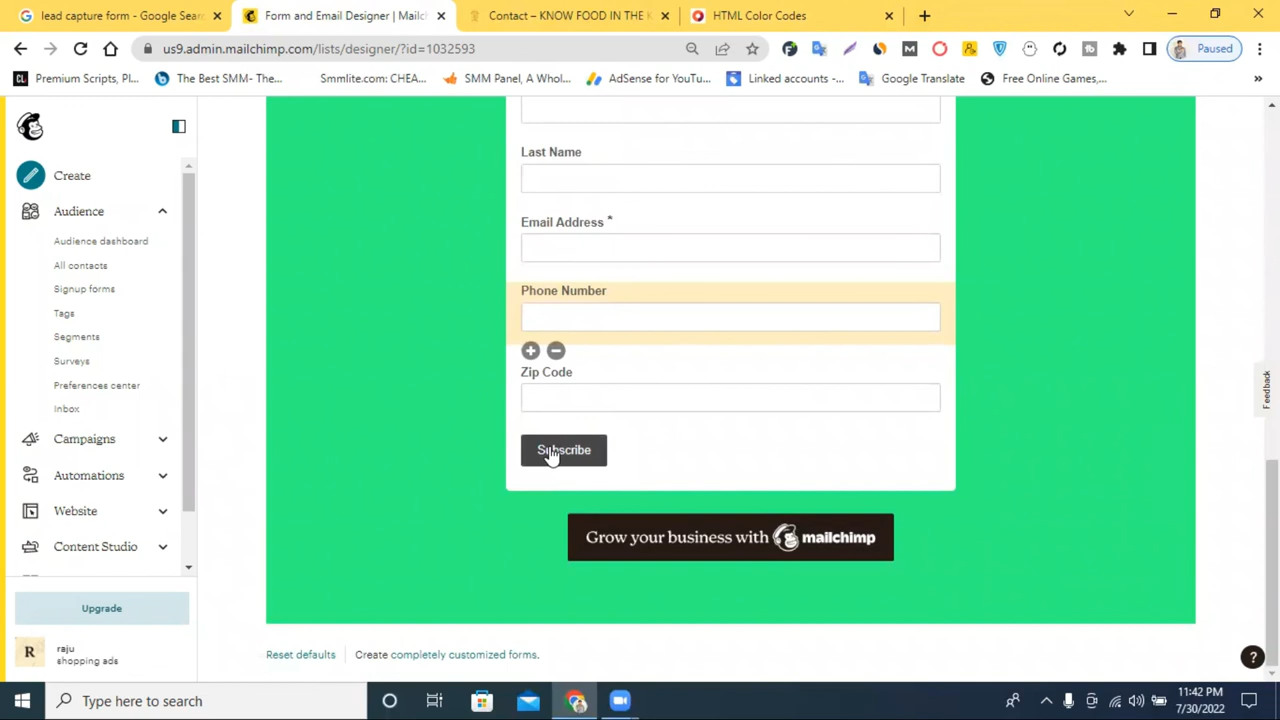 lead capture form - Google Sear
Form and Email Designer | Mailch
Contact – KNOW FOOD IN THE K
HTML Color Codes
us9.admin.mailchimp.com/lists/designer/?id=1032593
Paused
Premium Scripts, Pl...
The Best SMM- The...
Smmlite.com: CHEA...
SMM Panel, A Whol...
AdSense for YouTu...
Linked accounts -...
Google Translate
Free Online Games,...
Create
Audience
Audience dashboard
All contacts
Signup forms
Tags
Segments
Surveys
Preferences center
Inbox
Campaigns
Automations
Website
Content Studio
Upgrade
R
raju
shopping ads
Last Name
Email Address *
Phone Number
Zip Code
Subscribe
Grow your business with mailchimp
Reset defaults
Create completely customized forms.
Feedback
?
Type here to search
11:42 PM
7/30/2022